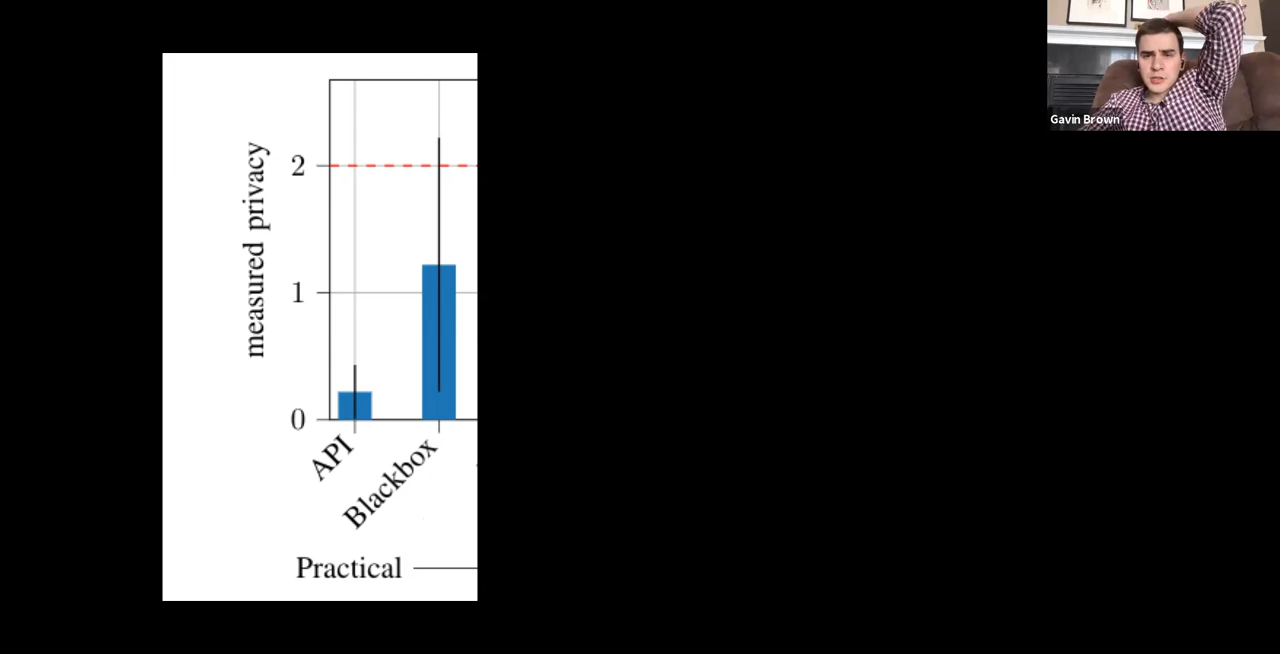 Gavin Brown
measured privacy
2
1
0
API
Blackbox
Practical